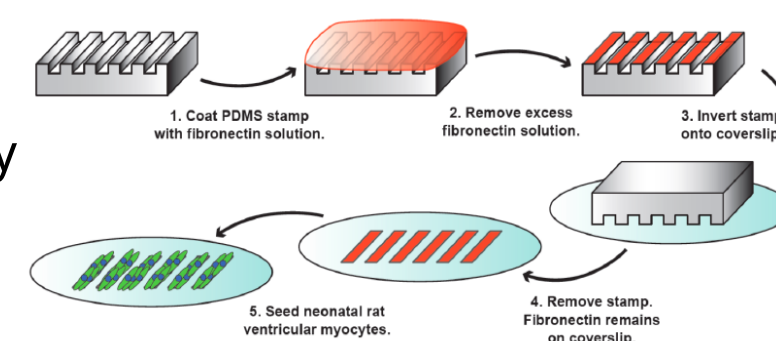 1. Coat PDMS stamp
with fibronectin solution.
2. Remove excess
fibronectin solution.
3. Invert stamp
onto coverslip
y
4. Remove stamp.
Fibronectin remains
on coverslip.
5. Seed neonatal rat
ventricular myocytes.